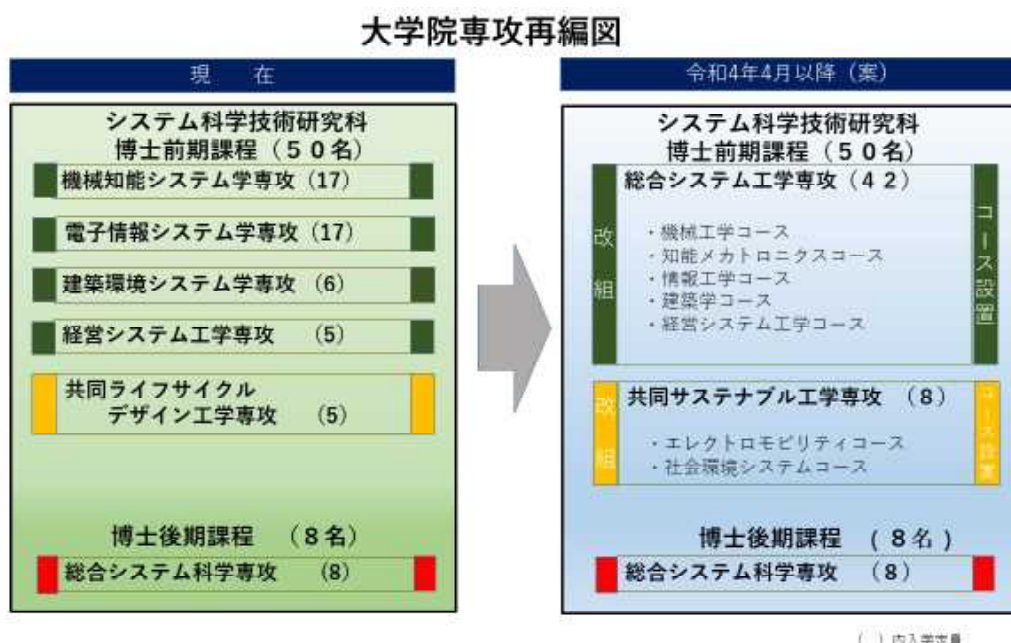 大学院専攻再編図
現 在
システム科学技術研究科
博士前期課程(50名)
機械知能システム学専攻(17)
電子情報システム学専攻(17)
建築環境システム学専攻 (6)
経営システム工学専攻 (5)
共同ライフサイクル
デザイン工学専攻 (5)
博士後期課程 (8名)
総合システム科学専攻 (8)
令和4年4月以降(案)
システム科学技術研究科
博士前期課程(50名)
改組
総合システム工学専攻(42)
・機械工学コース
・知能メカトロニクスコース
・情報工学コース
・建築学コース
・経営システム工学コース
コース設置
改組
共同サステナブル工学専攻 (8)
・エレクトロモビリティコース
・社会環境システムコース
博士後期課程 (8名)
総合システム科学専攻 (8)
( )内入学定員